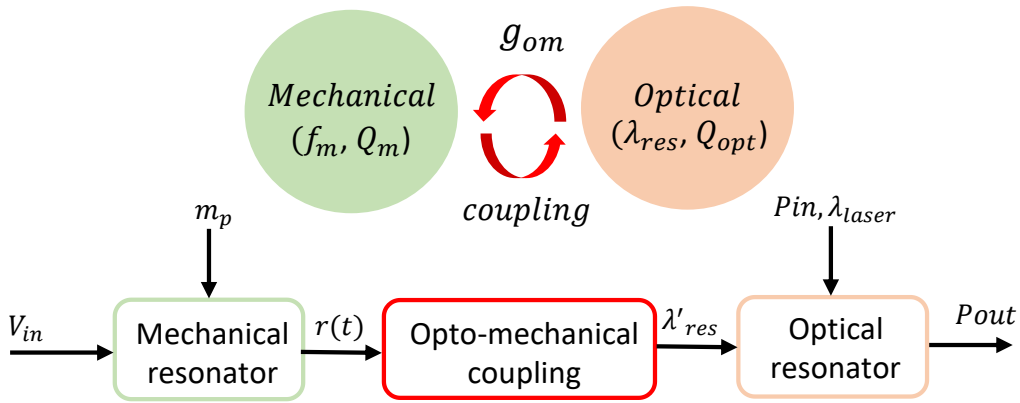 g_om
Mechanical
(f_m, Q_m)
Optical
(λ_res, Q_opt)
coupling
m_p
Pin, λ_laser
V_in
Mechanical
resonator
r(t)
Opto-mechanical
coupling
λ'_res
Optical
resonator
Pout